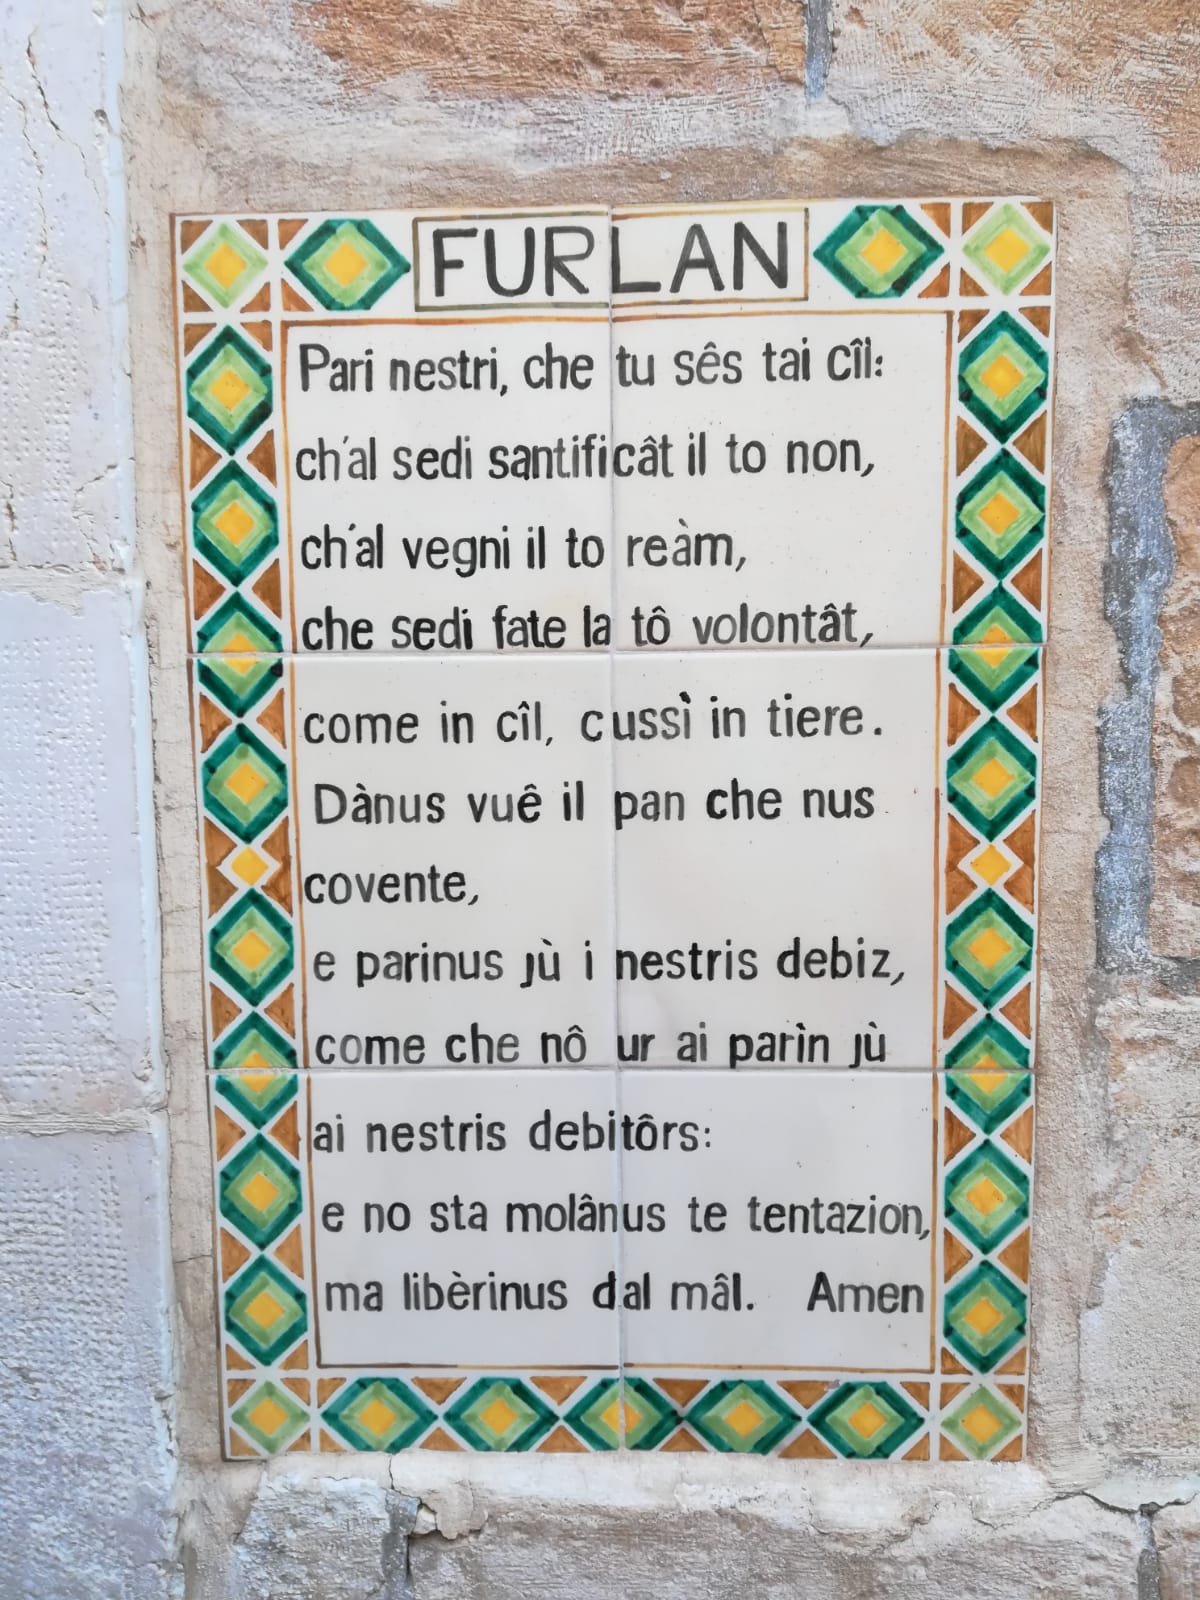 FURLAN
Pari nestri, che tu sês tai cîl:
ch'al sedi santificât il to non,
ch'al vegni il to reàm,
che sedi fate la tô volontât,
come in cîl, cussì in tiere.
Dànus vuê il pan che nus
covente,
e parinus jù i nestris debiz,
come che nô ur ai parìn jù
ai nestris debitôrs:
e no sta molânus te tentazion,
ma libèrinus dal mâl. Amen